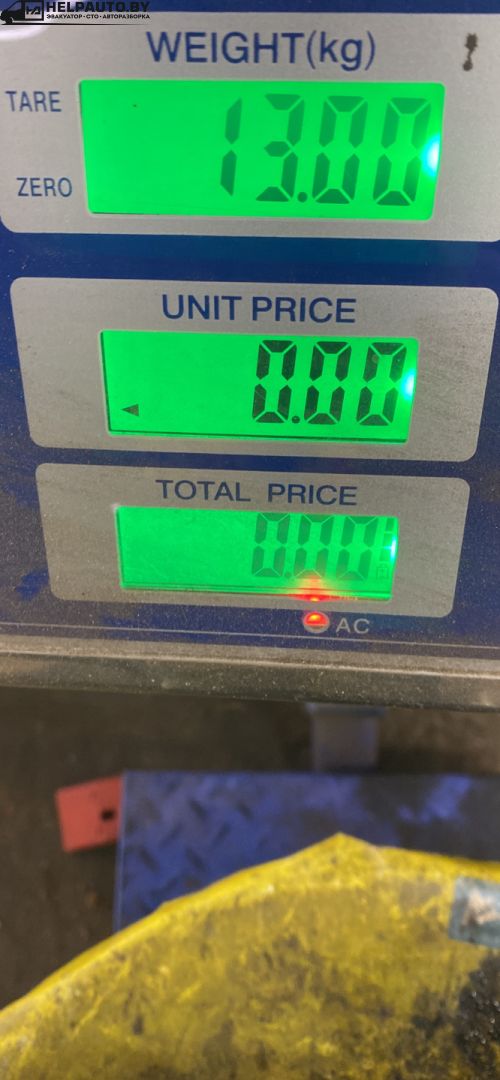 HELPAUTO.BY
ЭВАКУАТОР·СТО·АВТОРАЗБОРКА
WEIGHT(kg)
TARE
13.00
ZERO
UNIT PRICE
0.00
TOTAL PRICE
0.00
AC